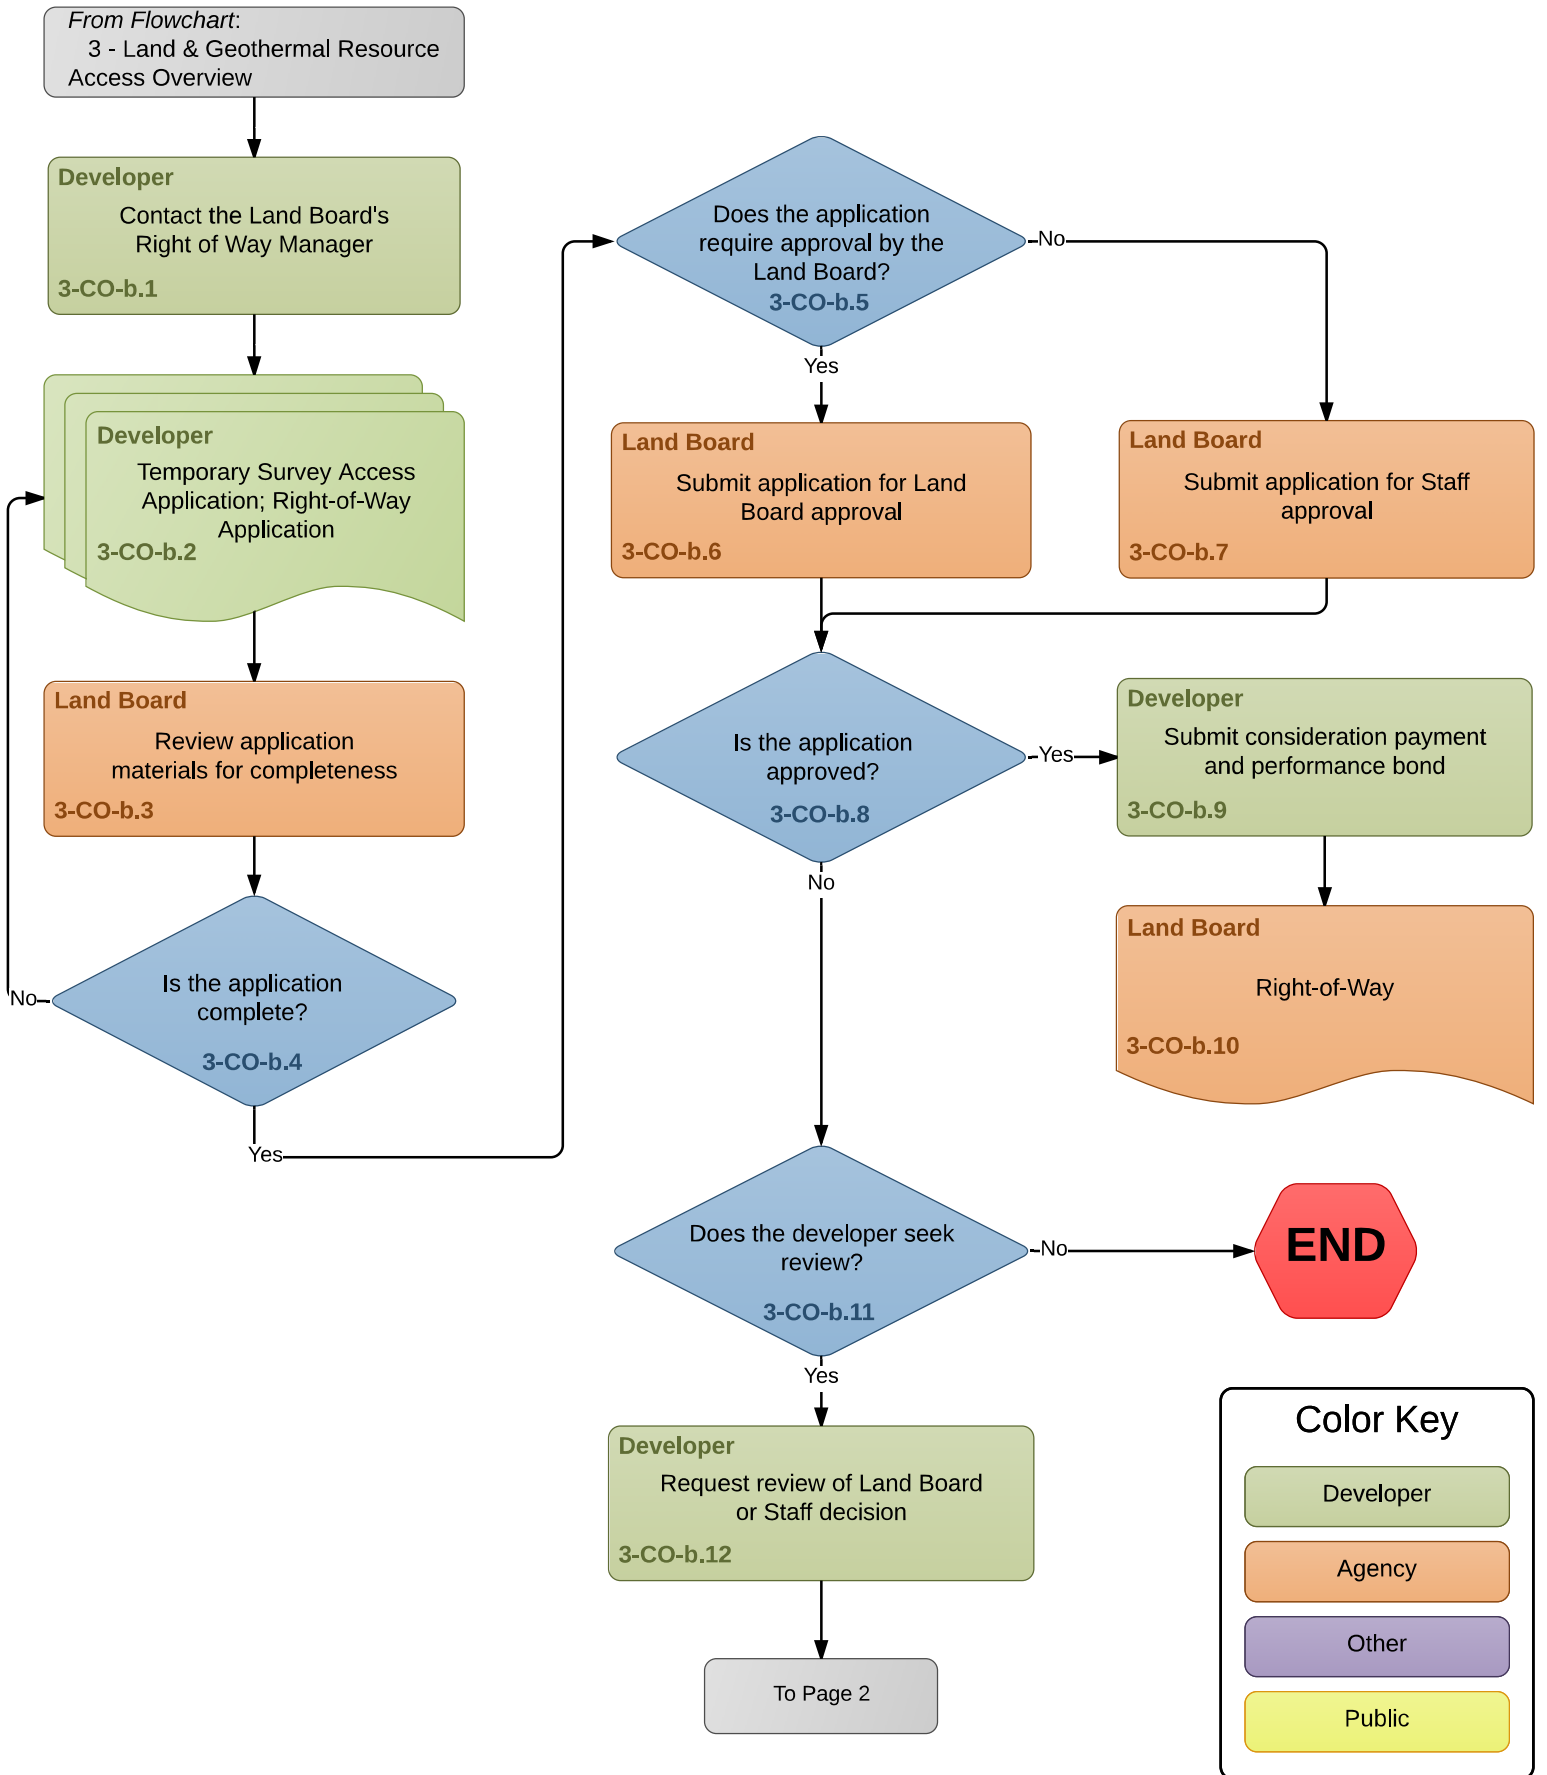 From Flowchart:
3 - Land & Geothermal Resource
Access Overview
Developer
Contact the Land Board's
Right of Way Manager
3-CO-b.1
Developer
Temporary Survey Access
Application; Right-of-Way
Application
3-CO-b.2
Land Board
Review application
materials for completeness
3-CO-b.3
Is the application
complete?
3-CO-b.4
No
Yes
Does the application
require approval by the
Land Board?
3-CO-b.5
No
Yes
Land Board
Submit application for Land
Board approval
3-CO-b.6
Land Board
Submit application for Staff
approval
3-CO-b.7
Is the application
approved?
3-CO-b.8
Yes
No
Developer
Submit consideration payment
and performance bond
3-CO-b.9
Land Board
Right-of-Way
3-CO-b.10
Does the developer seek
review?
3-CO-b.11
No
END
Yes
Developer
Request review of Land Board
or Staff decision
3-CO-b.12
To Page 2
Color Key
Developer
Agency
Other
Public